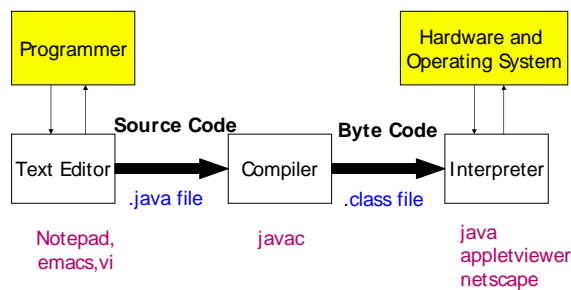 Programmer
Hardware and
Operating System
Source Code
Byte Code
Text Editor
Compiler
Interpreter
.java file
.class file
Notepad,
emacs,vi
javac
java
appletviewer
netscape